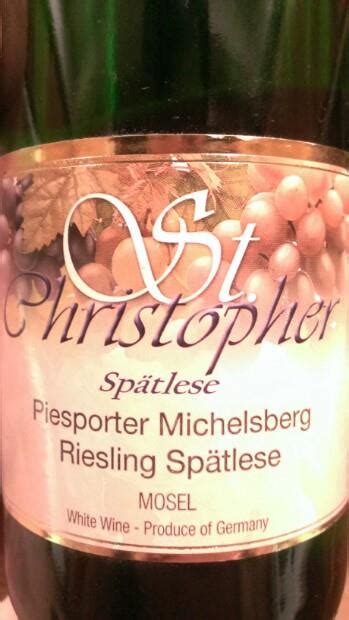 St.
Christopher
Spätlese
Piesporter Michelsberg
Riesling Spätlese
MOSEL
White Wine - Produce of Germany